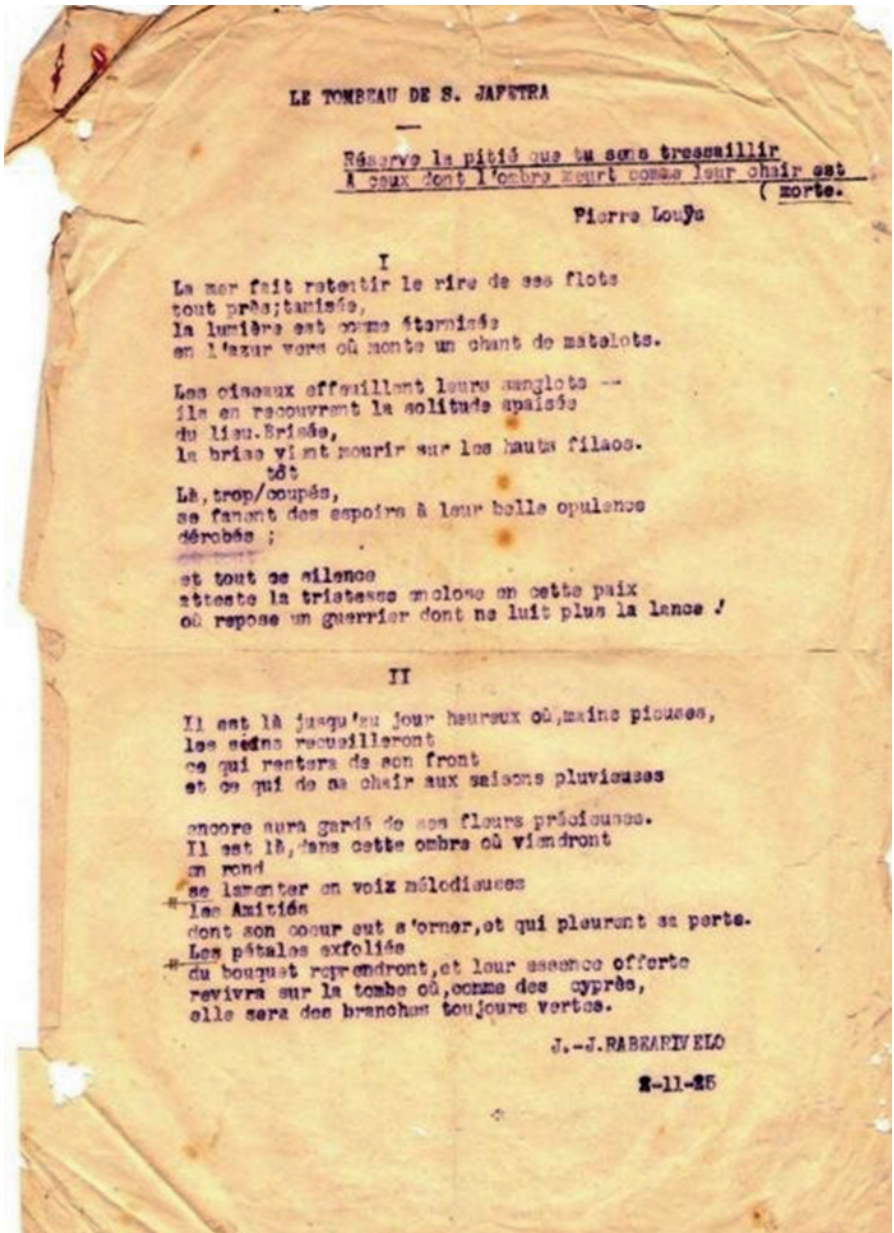 LE TOMBEAU DE S. JAFETRA
Réserve la pitié que tu sens tressaillir
A ceux dont l'ombre meurt comme leur chair est
( morte.
Pierre Louÿs
I
La mer fait retentir le rire de ses flots
tout près;tamisée,
la lumière est comme éternisée
en l'azur vers où monte un chant de matelots.
Les oiseaux effeuillent leurs sanglots --
ils en recouvrent la solitude apaisée
du lieu.Brisée,
la brise vient mourir sur les hauts filaos.
tôt
Là,trop/coupés,
se fanent des espoirs à leur belle opulence
dérobés ;
et tout ce silence
atteste la tristesse enclose en cette paix
où repose un guerrier dont ne luit plus la lance !
II
Il est là jusqu'au jour heureux où,mains pieuses,
les siens recueilleront
ce qui restera de son front
et ce qui de sa chair aux saisons pluvieuses
encore aura gardé de ses fleurs précieuses.
Il est là,dans cette ombre où viendront
en rond
se lamenter en voix mélodieuses
les Amitiés
dont son coeur sut s'orner,et qui pleurent sa perte.
Les pétales exfoliés
du bouquet reprendront,et leur essence offerte
revivra sur la tombe où,comme des cyprès,
elle sera des branches toujours vertes.
J.-J.RABEARIVELO
2-11-25